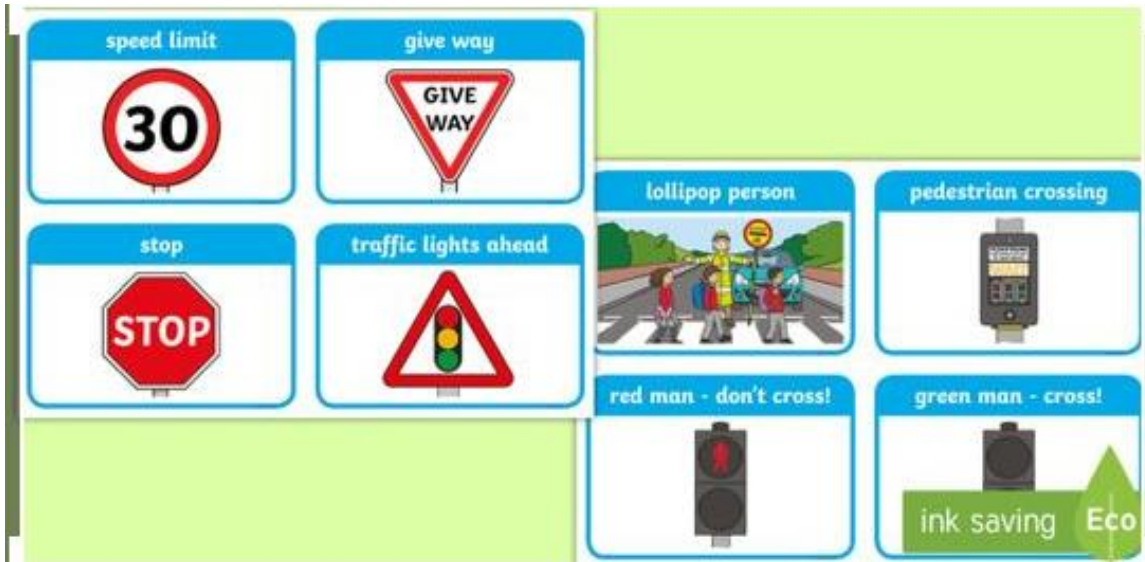 speed limit
30
give way
GIVE
WAY
stop
STOP
traffic lights ahead
lollipop person
pedestrian crossing
WAIT
red man - don't cross!
green man - cross!
ink saving
Eco